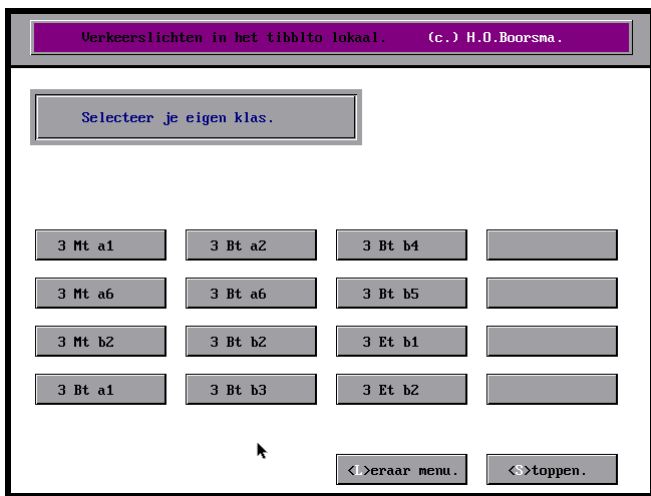 Verkeerslichten in het tibblto lokaal. (c.) H.O.Boorsma.
Selecteer je eigen klas.
3 Mt a1 3 Bt a2 3 Bt b4
3 Mt a6 3 Bt a6 3 Bt b5
3 Mt b2 3 Bt b2 3 Et b1
3 Bt a1 3 Bt b3 3 Et b2
<L>eraar menu. <S>toppen.